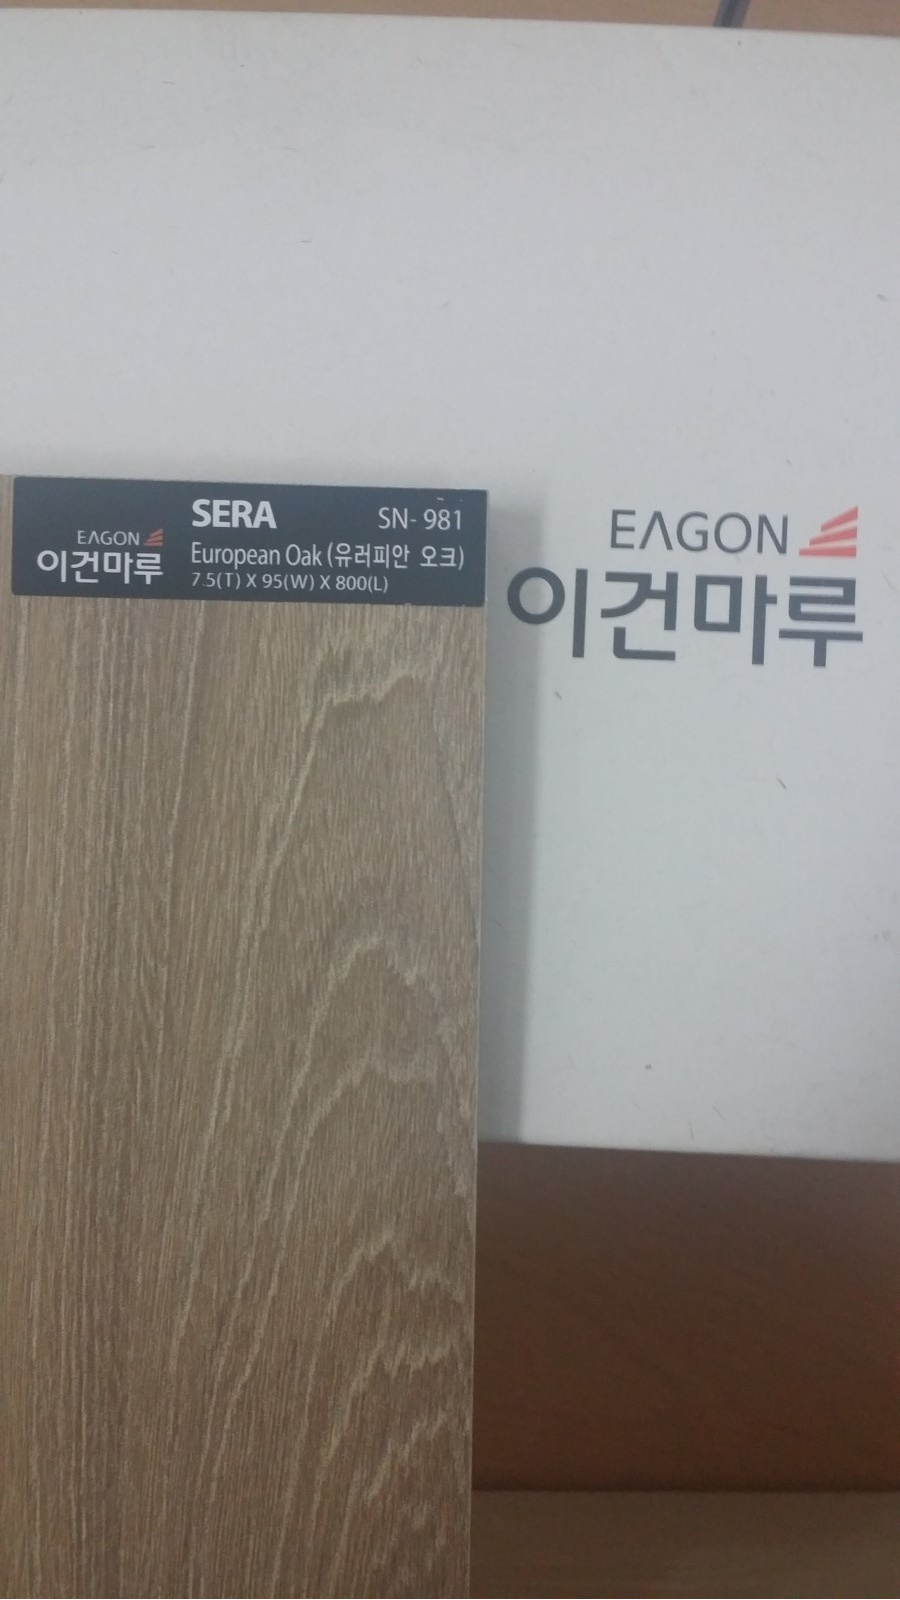 SERA SN- 981
EAGON
이건마루
European Oak (유러피안 오크)
7.5(T) X 95(W) X 800(L)
EAGON
이건마루